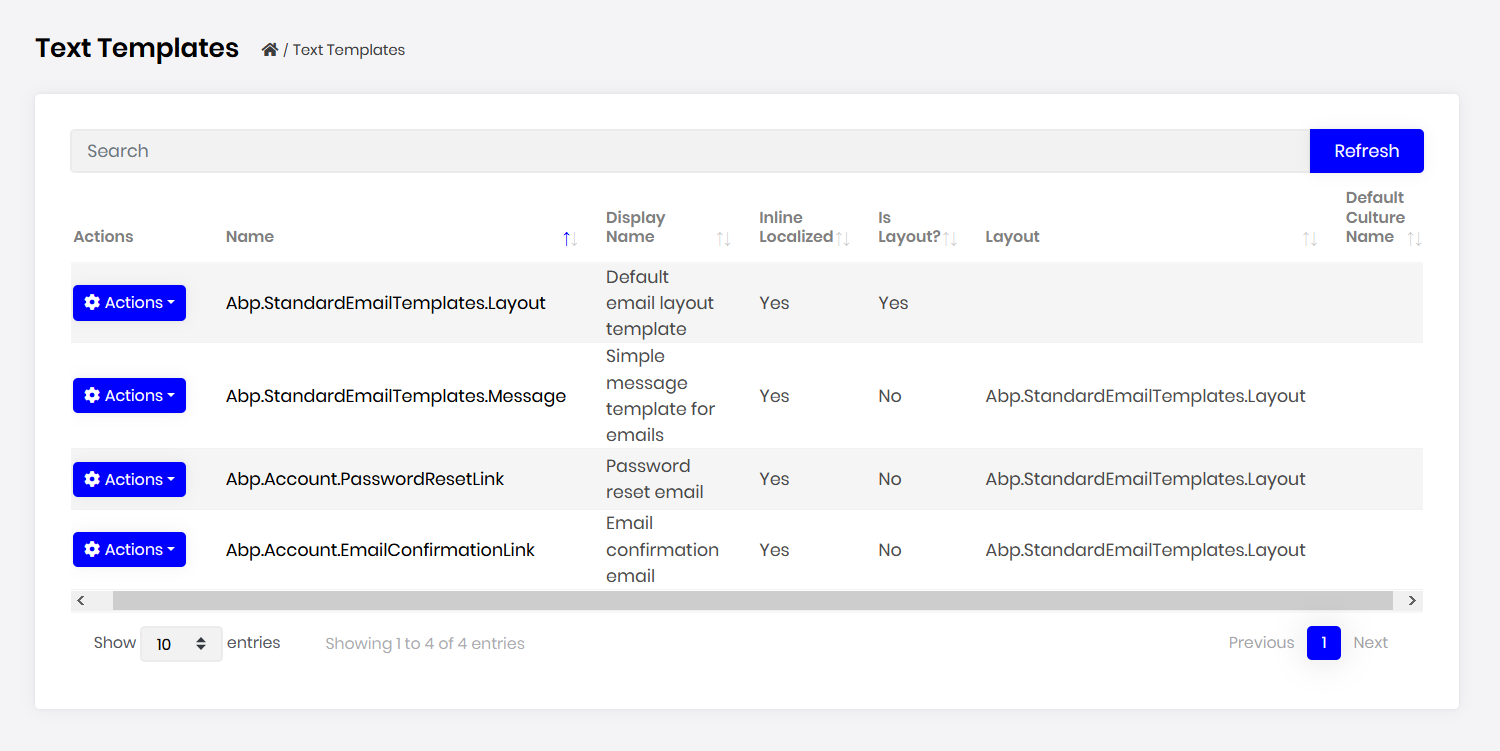 Text Templates
/ Text Templates
Search
Refresh
Actions
Name
Display
Name
Inline
Localized
Is
Layout?
Layout
Default
Culture
Name
Actions
Abp.StandardEmailTemplates.Layout
Default
email layout
template
Yes
Yes
Actions
Abp.StandardEmailTemplates.Message
Simple
message
template for
emails
Yes
No
Abp.StandardEmailTemplates.Layout
Actions
Abp.Account.PasswordResetLink
Password
reset email
Yes
No
Abp.StandardEmailTemplates.Layout
Actions
Abp.Account.EmailConfirmationLink
Email
confirmation
email
Yes
No
Abp.StandardEmailTemplates.Layout
Show 10 entries
Showing 1 to 4 of 4 entries
Previous 1 Next